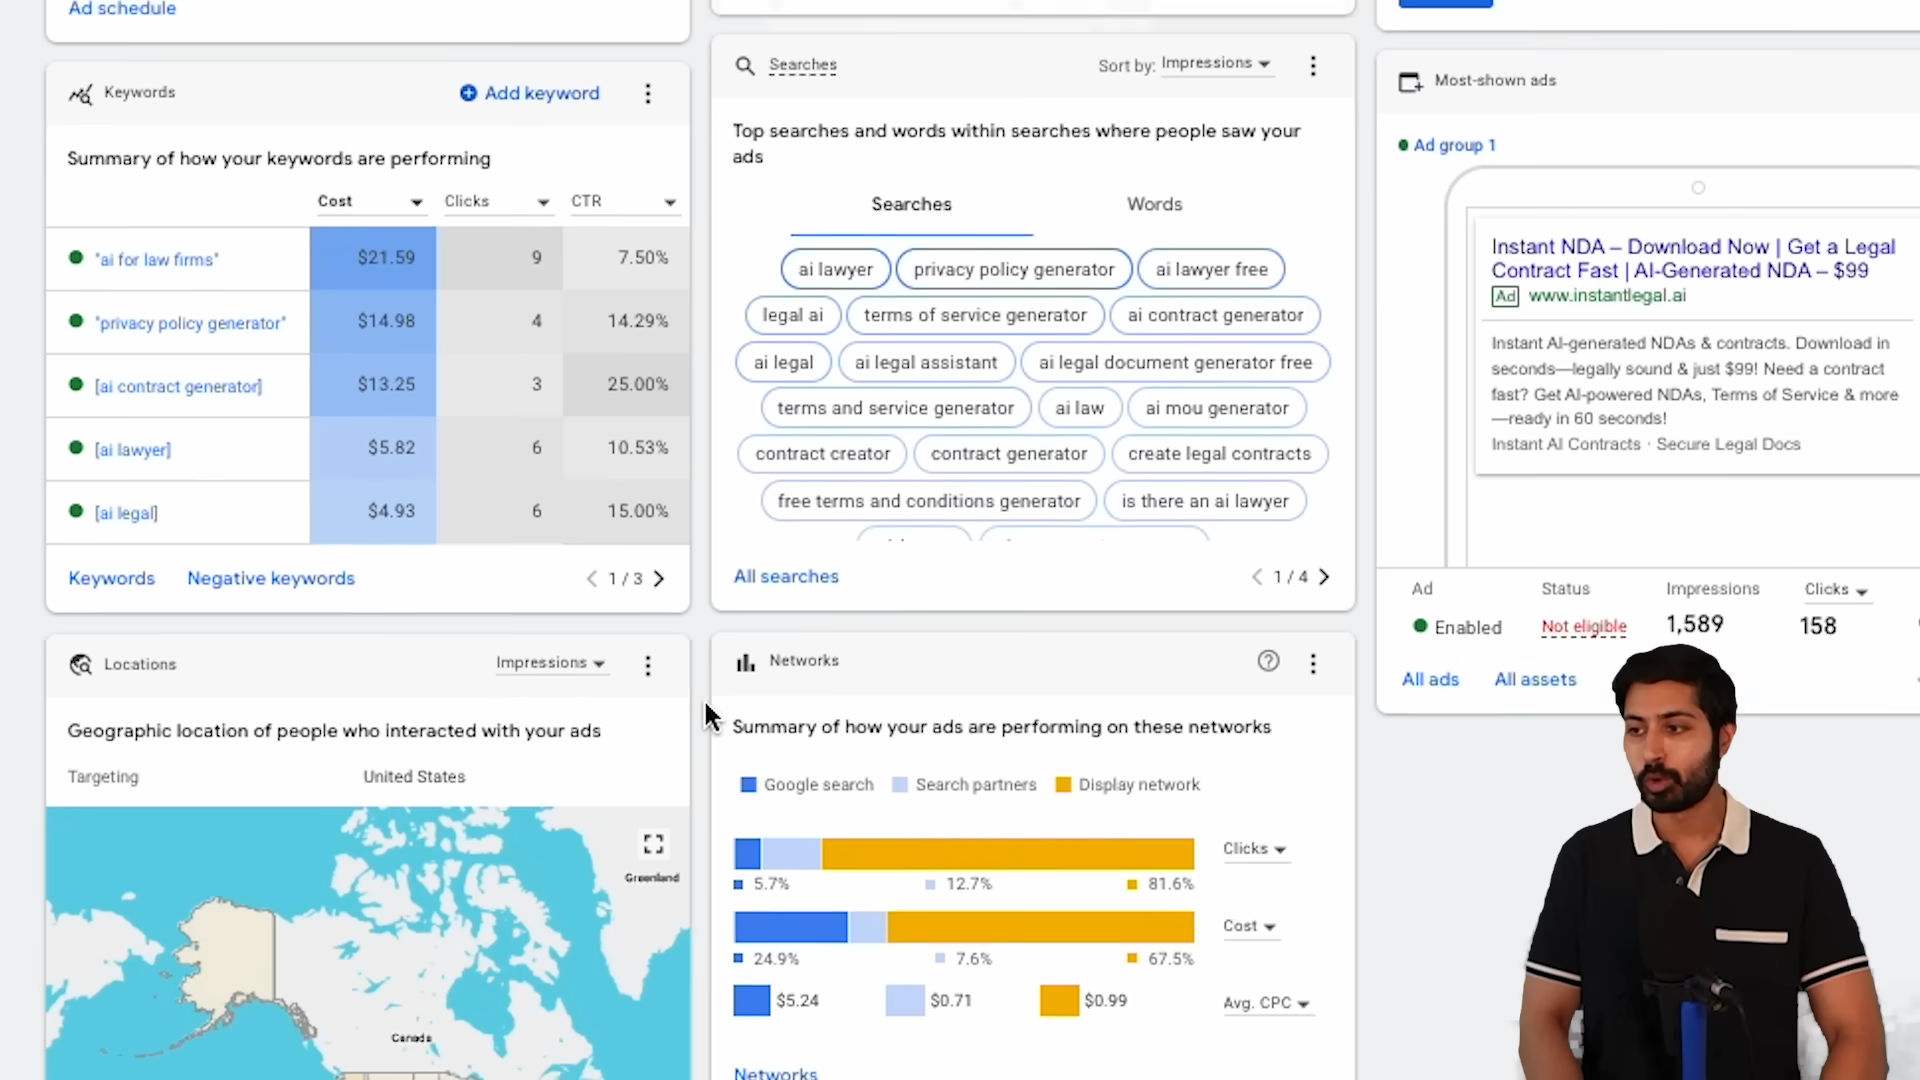 Ad schedule
Keywords
Add keyword
Summary of how your keywords are performing
Cost Clicks CTR
"ai for law firms" $21.59 9 7.50%
"privacy policy generator" $14.98 4 14.29%
[ai contract generator] $13.25 3 25.00%
[ai lawyer] $5.82 6 10.53%
[ai legal] $4.93 6 15.00%
Keywords Negative keywords 1 / 3
Searches
Sort by: Impressions
Top searches and words within searches where people saw your
ads
Searches Words
ai lawyer privacy policy generator ai lawyer free
legal ai terms of service generator ai contract generator
ai legal ai legal assistant ai legal document generator free
terms and service generator ai law ai mou generator
contract creator contract generator create legal contracts
free terms and conditions generator is there an ai lawyer
All searches 1 / 4
Most-shown ads
Ad group 1
Instant NDA – Download Now | Get a Legal
Contract Fast | AI-Generated NDA – $99
Ad www.instantlegal.ai
Instant AI-generated NDAs & contracts. Download in
seconds—legally sound & just $99! Need a contract
fast? Get AI-powered NDAs, Terms of Service & more
—ready in 60 seconds!
Instant AI Contracts · Secure Legal Docs
Ad Status Impressions Clicks
Enabled Not eligible 1,589 158
All ads All assets
Locations
Impressions
Geographic location of people who interacted with your ads
Targeting United States
Greenland
Canada
Networks
Summary of how your ads are performing on these networks
Google search Search partners Display network
Clicks
5.7% 12.7% 81.6%
Cost
24.9% 7.6% 67.5%
$5.24 $0.71 $0.99 Avg. CPC
Networks